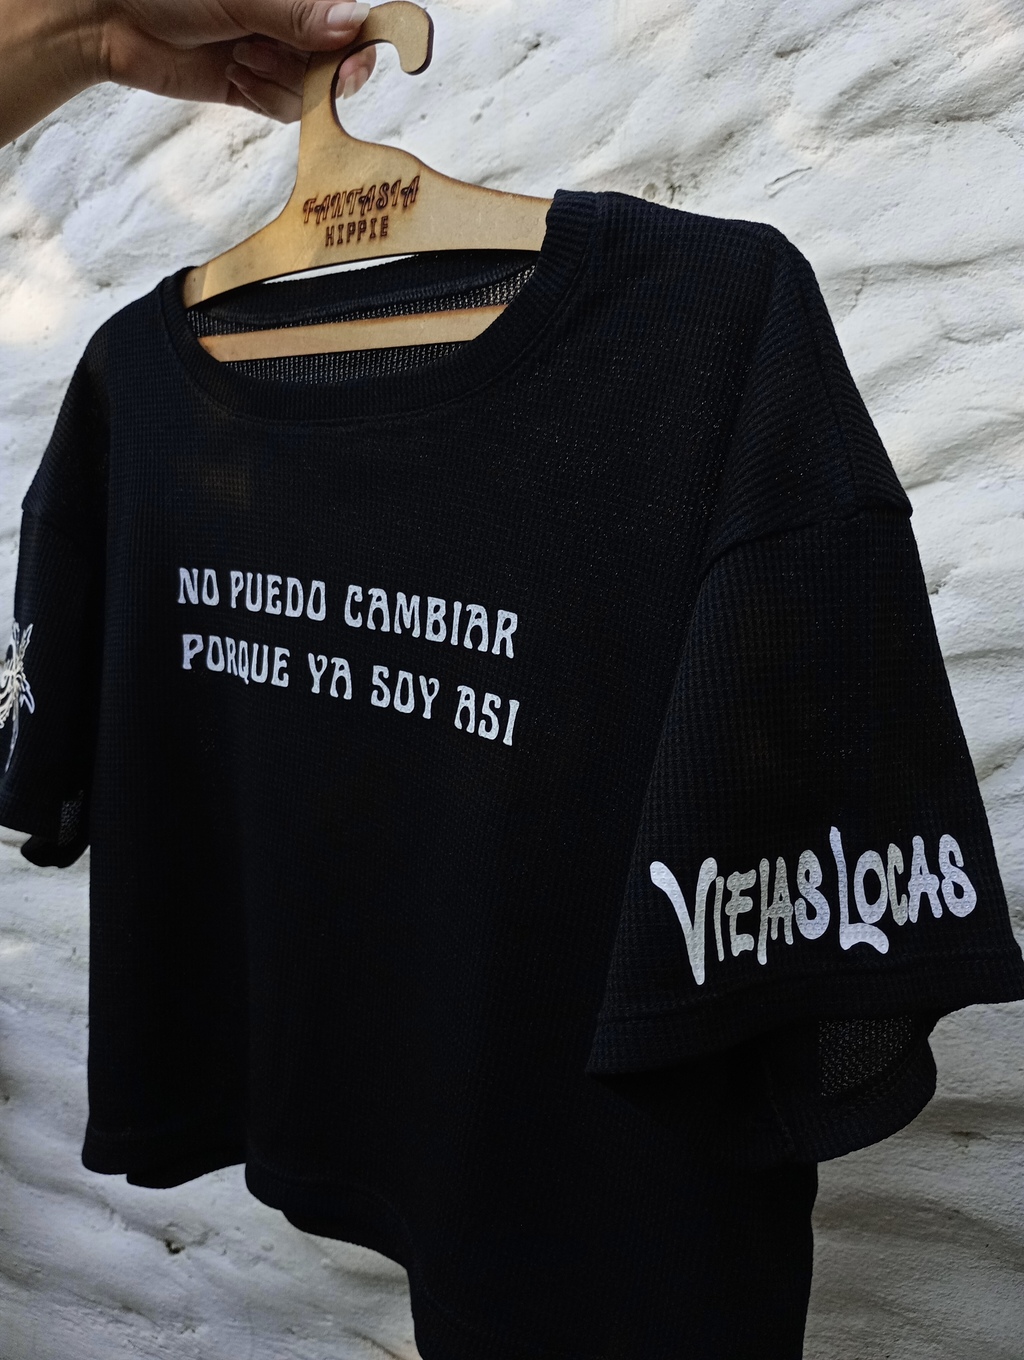 FANTASIA
HIPPIE
NO PUEDO CAMBIAR
PORQUE YA SOY ASI
VIEJAS LOCAS